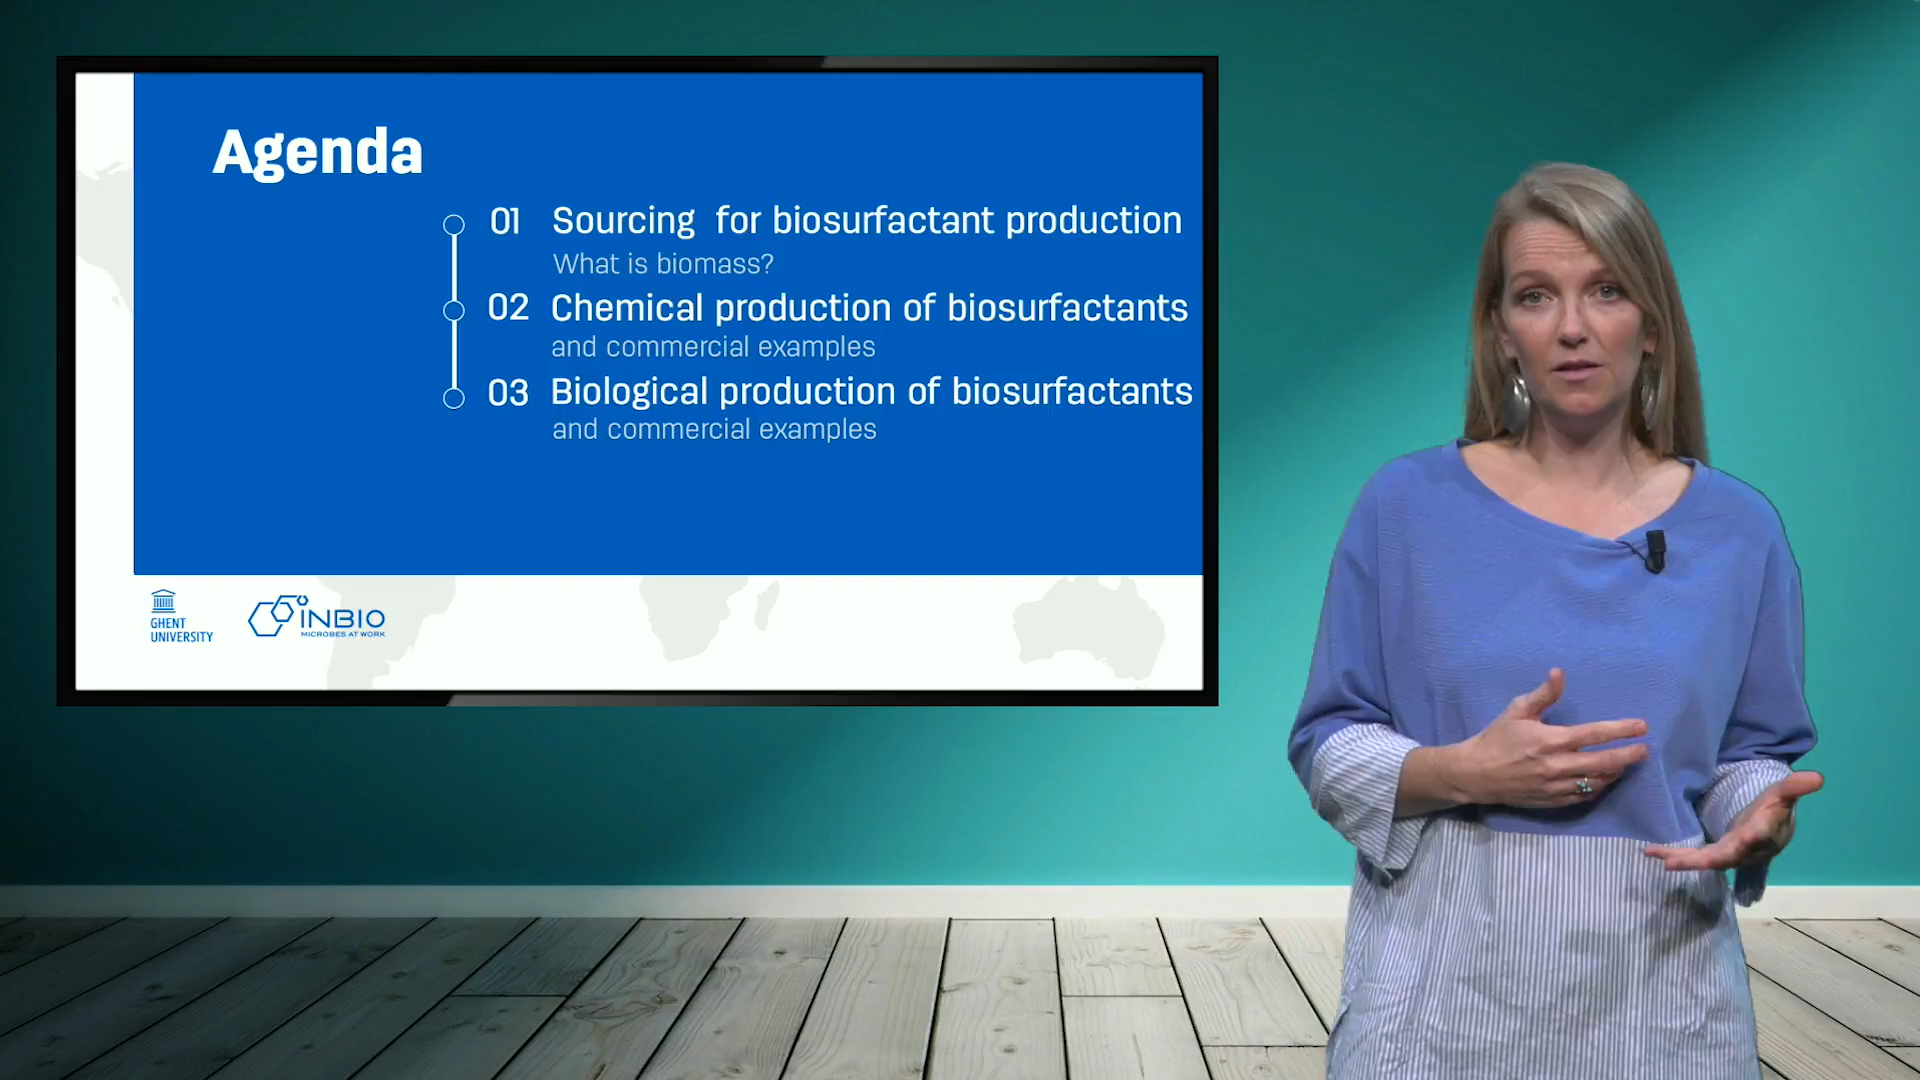 Agenda
01 Sourcing for biosurfactant production
What is biomass?
02 Chemical production of biosurfactants
and commercial examples
03 Biological production of biosurfactants
and commercial examples
GHENT
UNIVERSITY
INBIO
MICROBES AT WORK